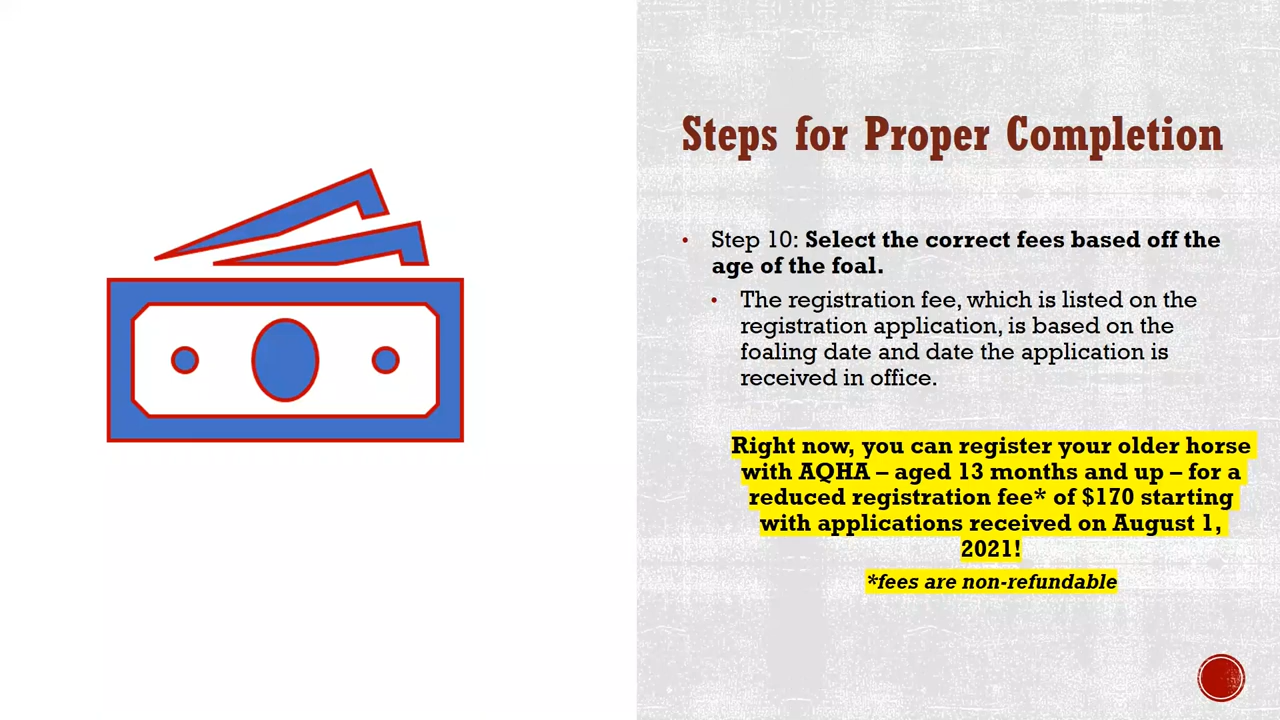 Steps for Proper Completion
• Step 10: Select the correct fees based off the
age of the foal.
• The registration fee, which is listed on the
registration application, is based on the
foaling date and date the application is
received in office.
Right now, you can register your older horse
with AQHA – aged 13 months and up – for a
reduced registration fee* of $170 starting
with applications received on August 1,
2021!
*fees are non-refundable